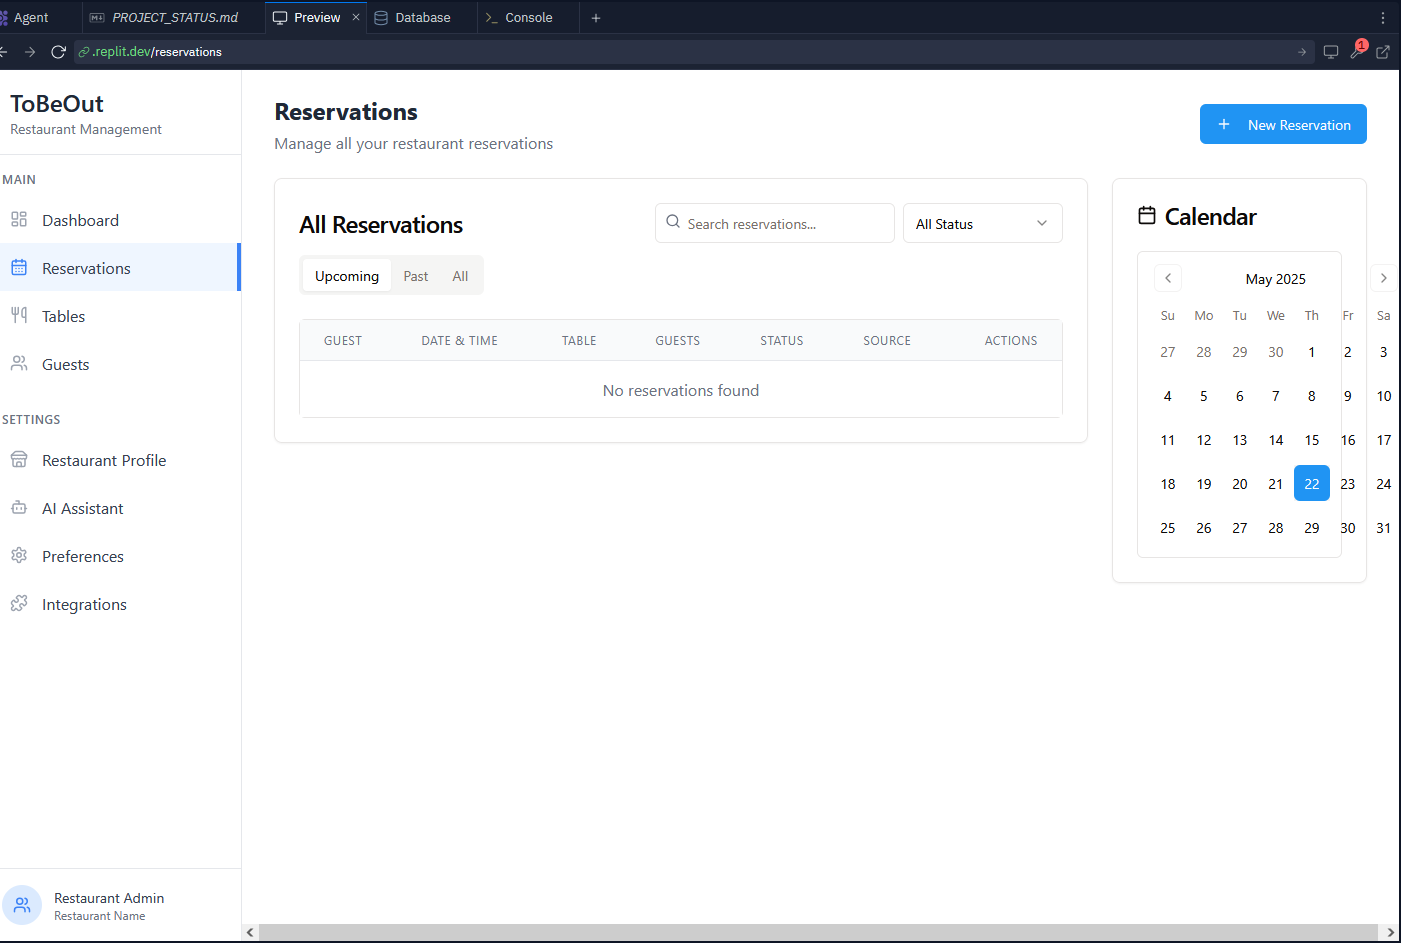 Agent
PROJECT_STATUS.md
Preview
Database
Console
.replit.dev/reservations
1
ToBeOut
Restaurant Management
MAIN
Dashboard
Reservations
Tables
Guests
SETTINGS
Restaurant Profile
AI Assistant
Preferences
Integrations
Restaurant Admin
Restaurant Name
Reservations
Manage all your restaurant reservations
New Reservation
All Reservations
Search reservations...
All Status
Upcoming Past All
GUEST DATE & TIME TABLE GUESTS STATUS SOURCE ACTIONS
No reservations found
Calendar
May 2025
Su Mo Tu We Th Fr Sa
27 28 29 30 1 2 3
4 5 6 7 8 9 10
11 12 13 14 15 16 17
18 19 20 21 22 23 24
25 26 27 28 29 30 31